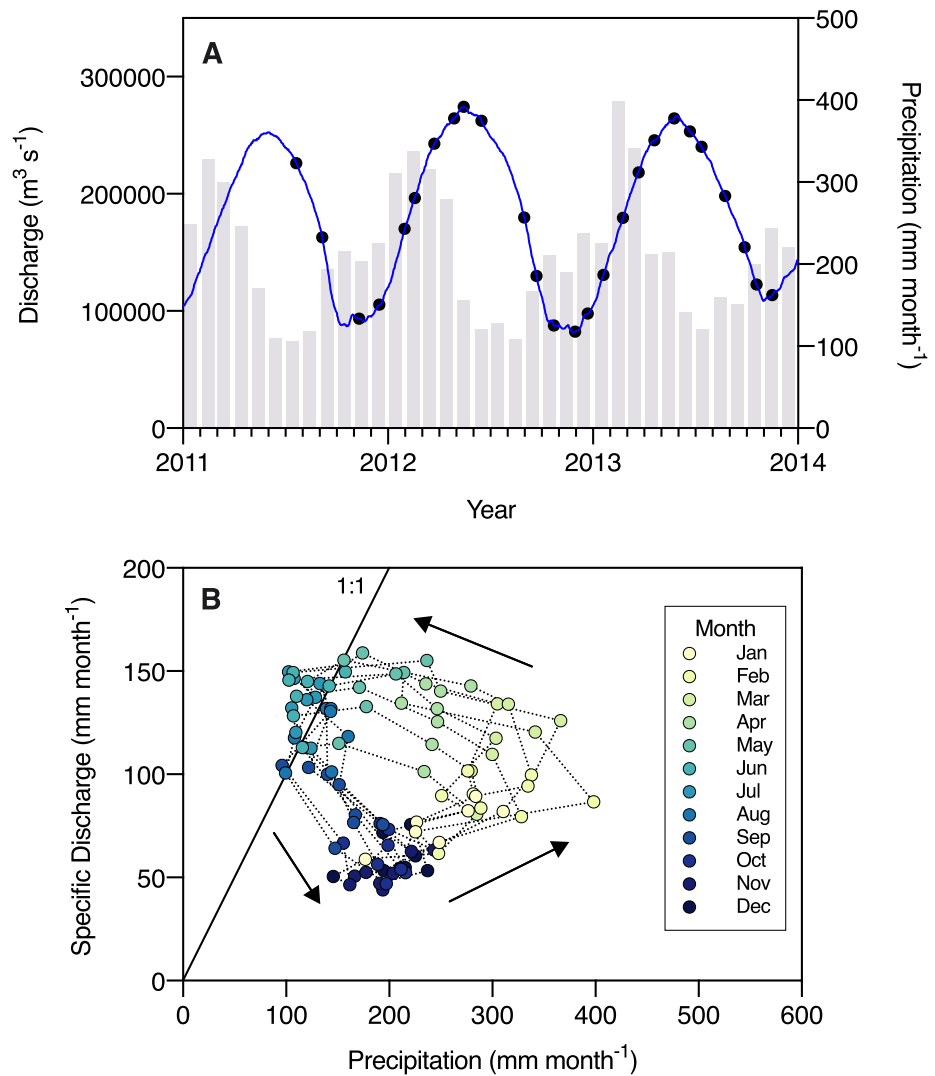 A
Discharge (m3 s-1)
300000
200000
100000
0
500
400
300
200
100
0
Precipitation (mm month-1)
2011 2012 2013 2014
Year
B
1:1
Specific Discharge (mm month-1)
200
150
100
50
0
Month
Jan
Feb
Mar
Apr
May
Jun
Jul
Aug
Sep
Oct
Nov
Dec
0 100 200 300 400 500 600
Precipitation (mm month-1)